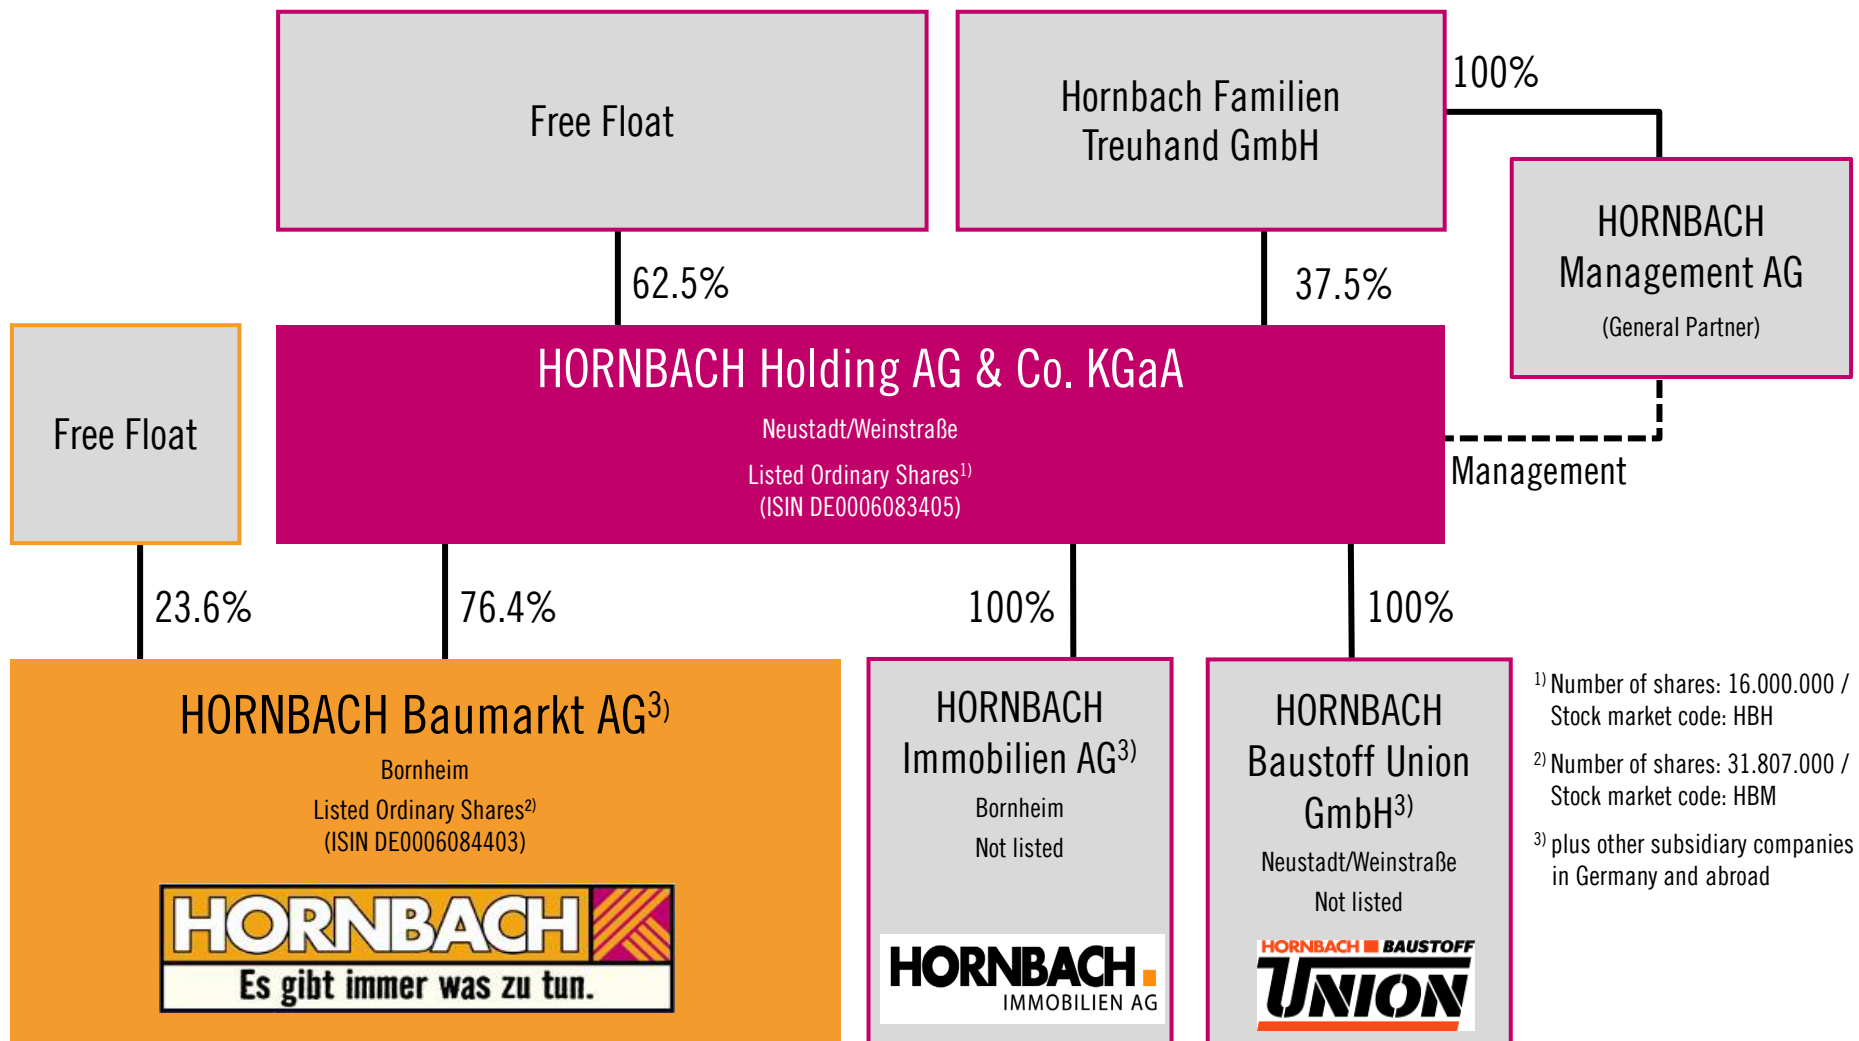 Free Float
Hornbach Familien
Treuhand GmbH
100%
HORNBACH
Management AG
(General Partner)
62.5%
37.5%
Free Float
HORNBACH Holding AG & Co. KGaA
Neustadt/Weinstraße
Listed Ordinary Shares¹⁾
(ISIN DE0006083405)
Management
23.6%
76.4%
100%
100%
HORNBACH Baumarkt AG³⁾
Bornheim
Listed Ordinary Shares²⁾
(ISIN DE0006084403)
HORNBACH
Es gibt immer was zu tun.
HORNBACH
Immobilien AG³⁾
Bornheim
Not listed
HORNBACH
IMMOBILIEN AG
HORNBACH
Baustoff Union
GmbH³⁾
Neustadt/Weinstraße
Not listed
HORNBACH BAUSTOFF
UNION
¹⁾ Number of shares: 16.000.000 /
Stock market code: HBH
²⁾ Number of shares: 31.807.000 /
Stock market code: HBM
³⁾ plus other subsidiary companies
in Germany and abroad